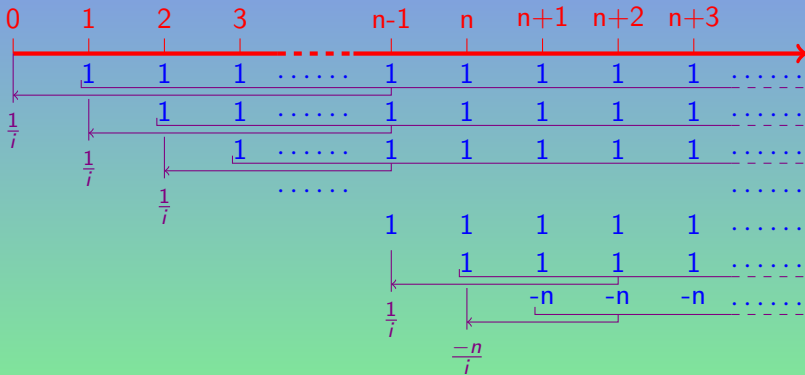 0 1 2 3 n-1 n n+1 n+2 n+3
1 1 1 ...... 1 1 1 1 1 ......
1/i
1 1 ...... 1 1 1 1 1 ......
1/i
1 ...... 1 1 1 1 1 ......
1/i
...... ......
1 1 1 1 1 ......
1 1 1 1 ......
1/i
-n -n -n ......
-n/i